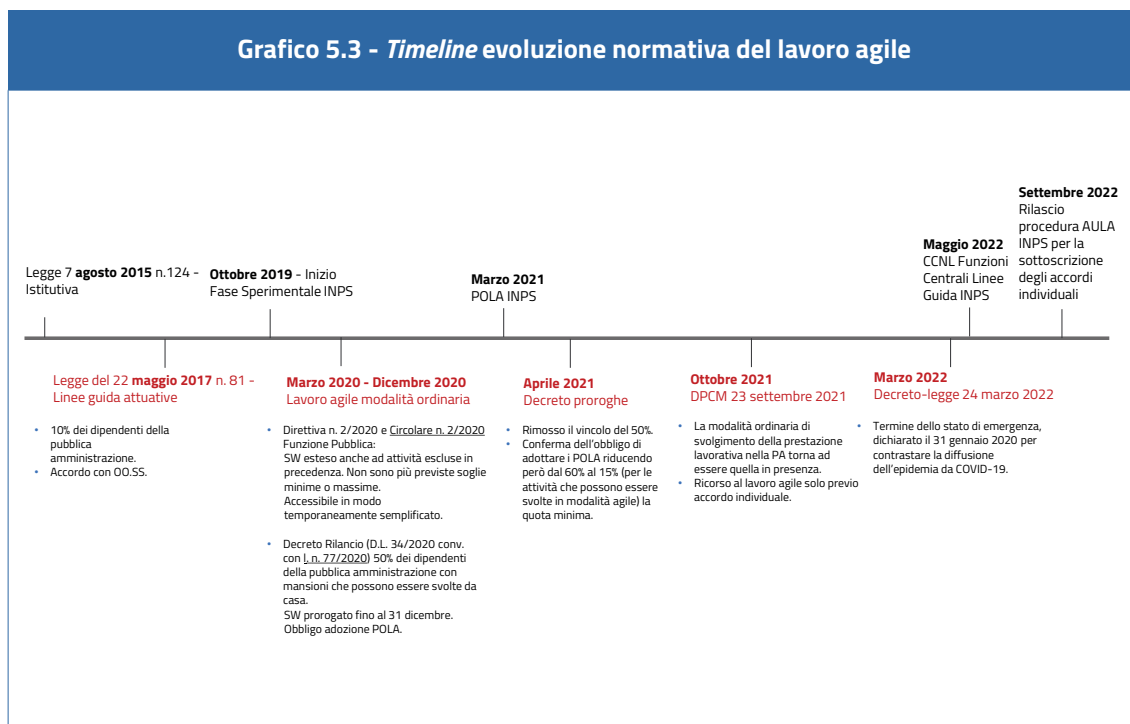 Grafico 5.3 - Timeline evoluzione normativa del lavoro agile
Legge 7 agosto 2015 n.124 -
Istitutiva
Ottobre 2019 - Inizio
Fase Sperimentale INPS
Marzo 2021
POLA INPS
Maggio 2022
CCNL Funzioni
Centrali Linee
Guida INPS
Settembre 2022
Rilascio
procedura AULA
INPS per la
sottoscrizione
degli accordi
individuali
Legge del 22 maggio 2017 n. 81 -
Linee guida attuative
• 10% dei dipendenti della
pubblica
amministrazione.
• Accordo con OO.SS.
Marzo 2020 - Dicembre 2020
Lavoro agile modalità ordinaria
• Direttiva n. 2/2020 e Circolare n. 2/2020
Funzione Pubblica:
SW esteso anche ad attività escluse in
precedenza. Non sono più previste soglie
minime o massime.
Accessibile in modo
temporaneamente semplificato.
• Decreto Rilancio (D.L. 34/2020 conv.
con l. n. 77/2020) 50% dei dipendenti
della pubblica amministrazione con
mansioni che possono essere svolte da
casa.
SW prorogato fino al 31 dicembre.
Obbligo adozione POLA.
Aprile 2021
Decreto proroghe
• Rimosso il vincolo del 50%.
• Conferma dell'obbligo di
adottare i POLA riducendo
però dal 60% al 15% (per le
attività che possono essere
svolte in modalità agile) la
quota minima.
Ottobre 2021
DPCM 23 settembre 2021
• La modalità ordinaria di
svolgimento della prestazione
lavorativa nella PA torna ad
essere quella in presenza.
• Ricorso al lavoro agile solo previo
accordo individuale.
Marzo 2022
Decreto-legge 24 marzo 2022
• Termine dello stato di emergenza,
dichiarato il 31 gennaio 2020 per
contrastare la diffusione
dell'epidemia da COVID-19.